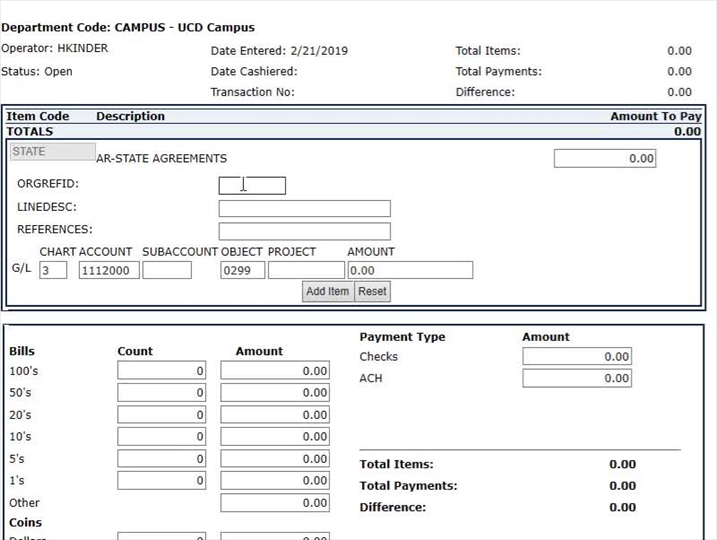 Department Code: CAMPUS - UCD Campus
Operator: HKINDER Date Entered: 2/21/2019 Total Items: 0.00
Status: Open Date Cashiered: Total Payments: 0.00
Transaction No: Difference: 0.00
Item Code Description Amount To Pay
TOTALS 0.00
STATE AR-STATE AGREEMENTS 0.00
ORGREFID:
LINEDESC:
REFERENCES:
CHART ACCOUNT SUBACCOUNT OBJECT PROJECT AMOUNT
G/L 3 1112000 0299 0.00
Add Item Reset
Payment Type Amount
Bills Count Amount
Checks 0.00
100's 0 0.00
ACH 0.00
50's 0 0.00
20's 0 0.00
10's 0 0.00
5's 0 0.00
Total Items: 0.00
1's 0 0.00
Total Payments: 0.00
Other 0.00
Difference: 0.00
Coins
Dollars 0 0.00